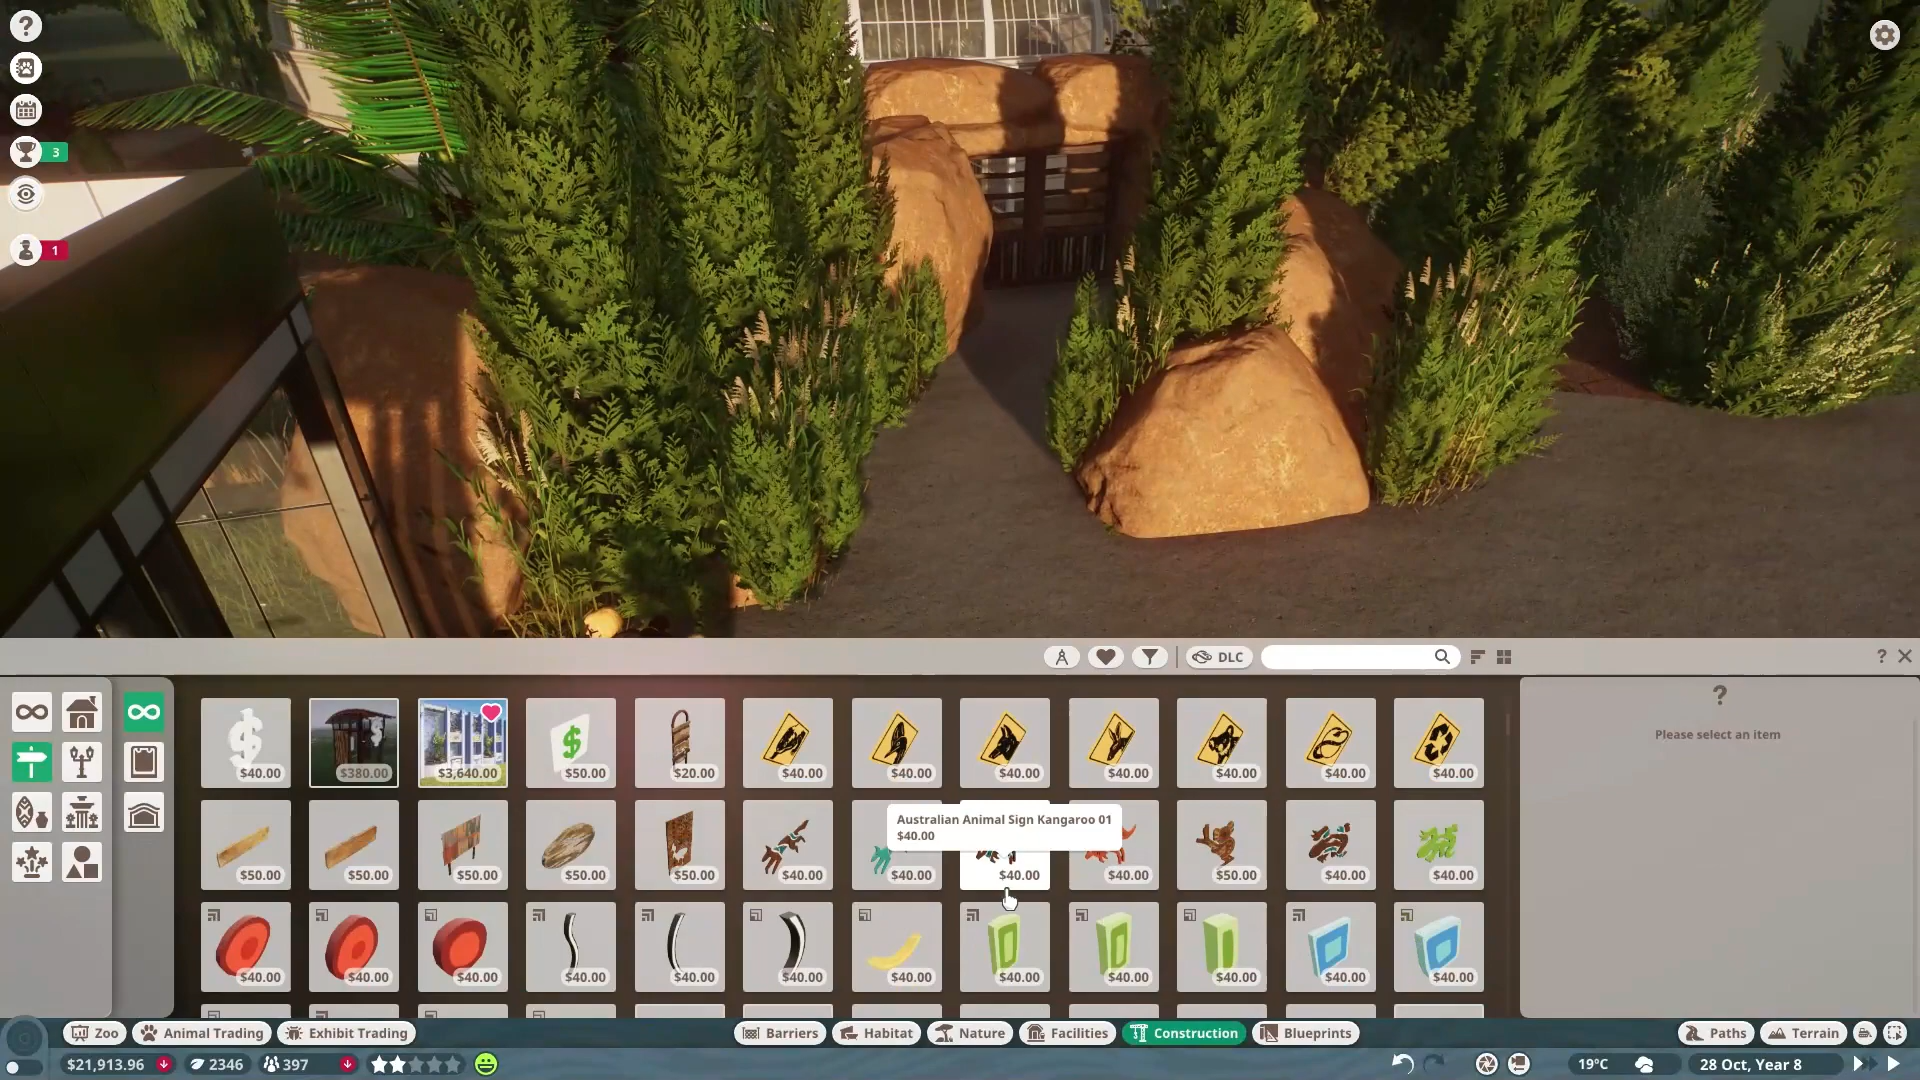 ?
3
1
DLC
?
$40.00
$380.00
$3,640.00
$50.00
$20.00
$40.00
$40.00
$40.00
$40.00
$40.00
$40.00
$40.00
?
Please select an item
$50.00
$50.00
$50.00
$50.00
$50.00
$40.00
$40.00
Australian Animal Sign Kangaroo 01
$40.00
$40.00
$40.00
$50.00
$40.00
$40.00
$40.00
$40.00
$40.00
$40.00
$40.00
$40.00
$40.00
$40.00
$40.00
$40.00
$40.00
$40.00
Zoo
Animal Trading
Exhibit Trading
Barriers
Habitat
Nature
Facilities
Construction
Blueprints
Paths
Terrain
$21,913.96
2346
397
19°C
28 Oct, Year 8